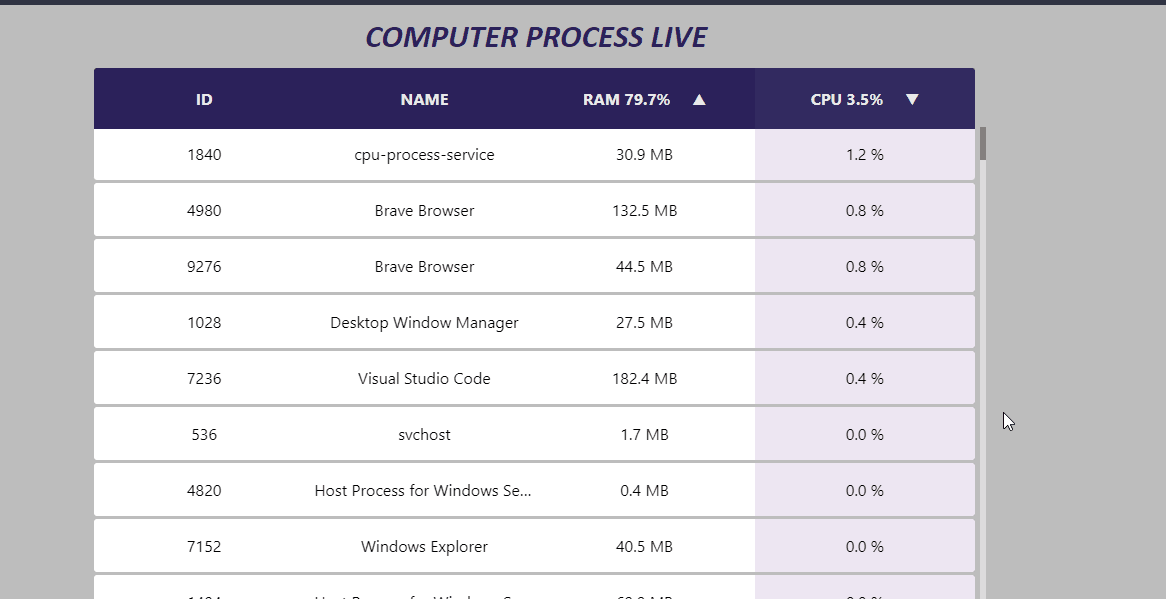 COMPUTER PROCESS LIVE
ID NAME RAM 79.7% ▲ CPU 3.5% ▼
1840 cpu-process-service 30.9 MB 1.2 %
4980 Brave Browser 132.5 MB 0.8 %
9276 Brave Browser 44.5 MB 0.8 %
1028 Desktop Window Manager 27.5 MB 0.4 %
7236 Visual Studio Code 182.4 MB 0.4 %
536 svchost 1.7 MB 0.0 %
4820 Host Process for Windows Se... 0.4 MB 0.0 %
7152 Windows Explorer 40.5 MB 0.0 %